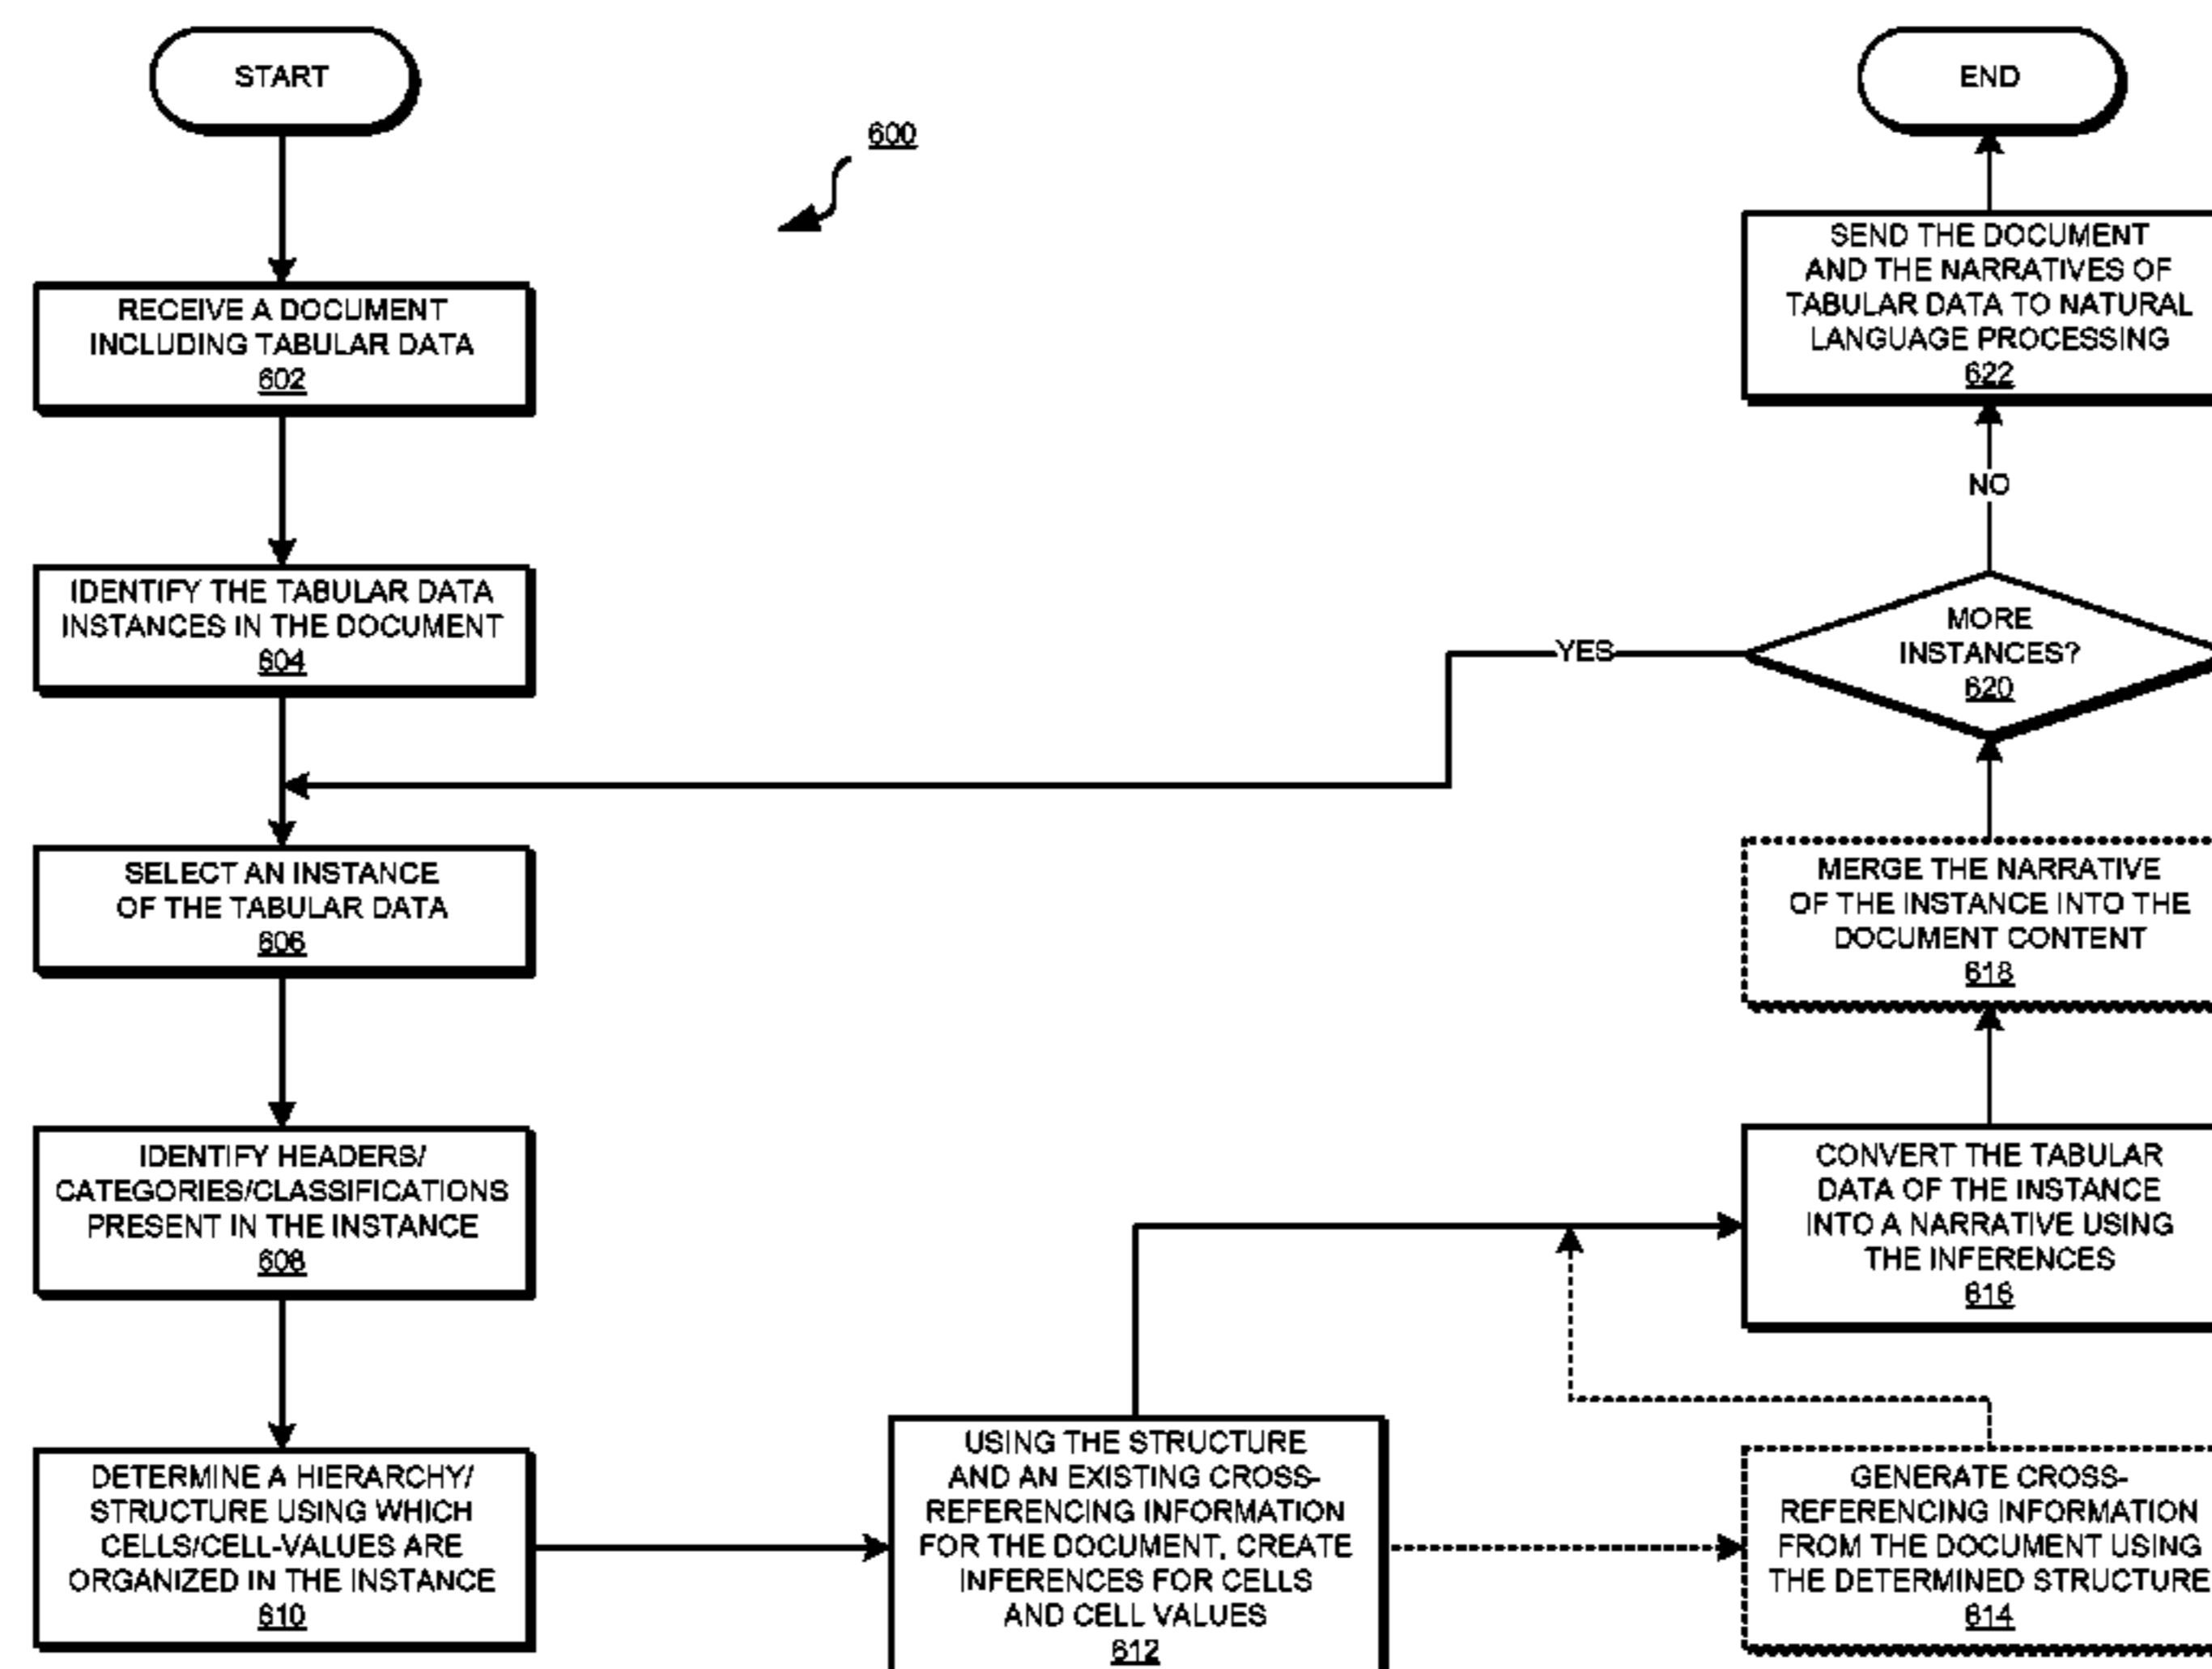 START
600
RECEIVE A DOCUMENT
INCLUDING TABULAR DATA
602
IDENTIFY THE TABULAR DATA
INSTANCES IN THE DOCUMENT
604
SELECT AN INSTANCE
OF THE TABULAR DATA
606
IDENTIFY HEADERS/
CATEGORIES/CLASSIFICATIONS
PRESENT IN THE INSTANCE
608
DETERMINE A HIERARCHY/
STRUCTURE USING WHICH
CELLS/CELL-VALUES ARE
ORGANIZED IN THE INSTANCE
610
USING THE STRUCTURE
AND AN EXISTING CROSS-
REFERENCING INFORMATION
FOR THE DOCUMENT, CREATE
INFERENCES FOR CELLS
AND CELL VALUES
612
GENERATE CROSS-
REFERENCING INFORMATION
FROM THE DOCUMENT USING
THE DETERMINED STRUCTURE
614
CONVERT THE TABULAR
DATA OF THE INSTANCE
INTO A NARRATIVE USING
THE INFERENCES
616
MERGE THE NARRATIVE
OF THE INSTANCE INTO THE
DOCUMENT CONTENT
618
MORE
INSTANCES?
620
YES
NO
SEND THE DOCUMENT
AND THE NARRATIVES OF
TABULAR DATA TO NATURAL
LANGUAGE PROCESSING
622
END